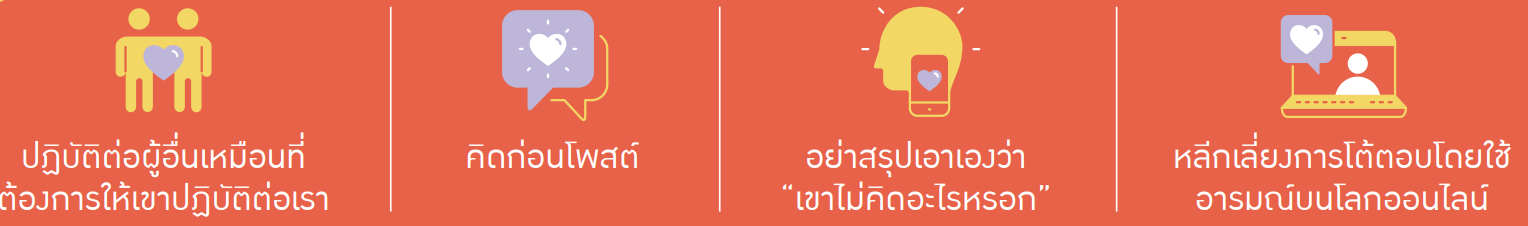 ปฏิบัติต่อผู้อื่นเหมือนที่
ต้องการให้เขาปฏิบัติต่อเรา
คิดก่อนโพสต์
อย่าสรุปเอาเองว่า
“เขาไม่คิดอะไรหรอก”
หลีกเลี่ยงการโต้ตอบโดยใช้
อารมณ์บนโลกออนไลน์